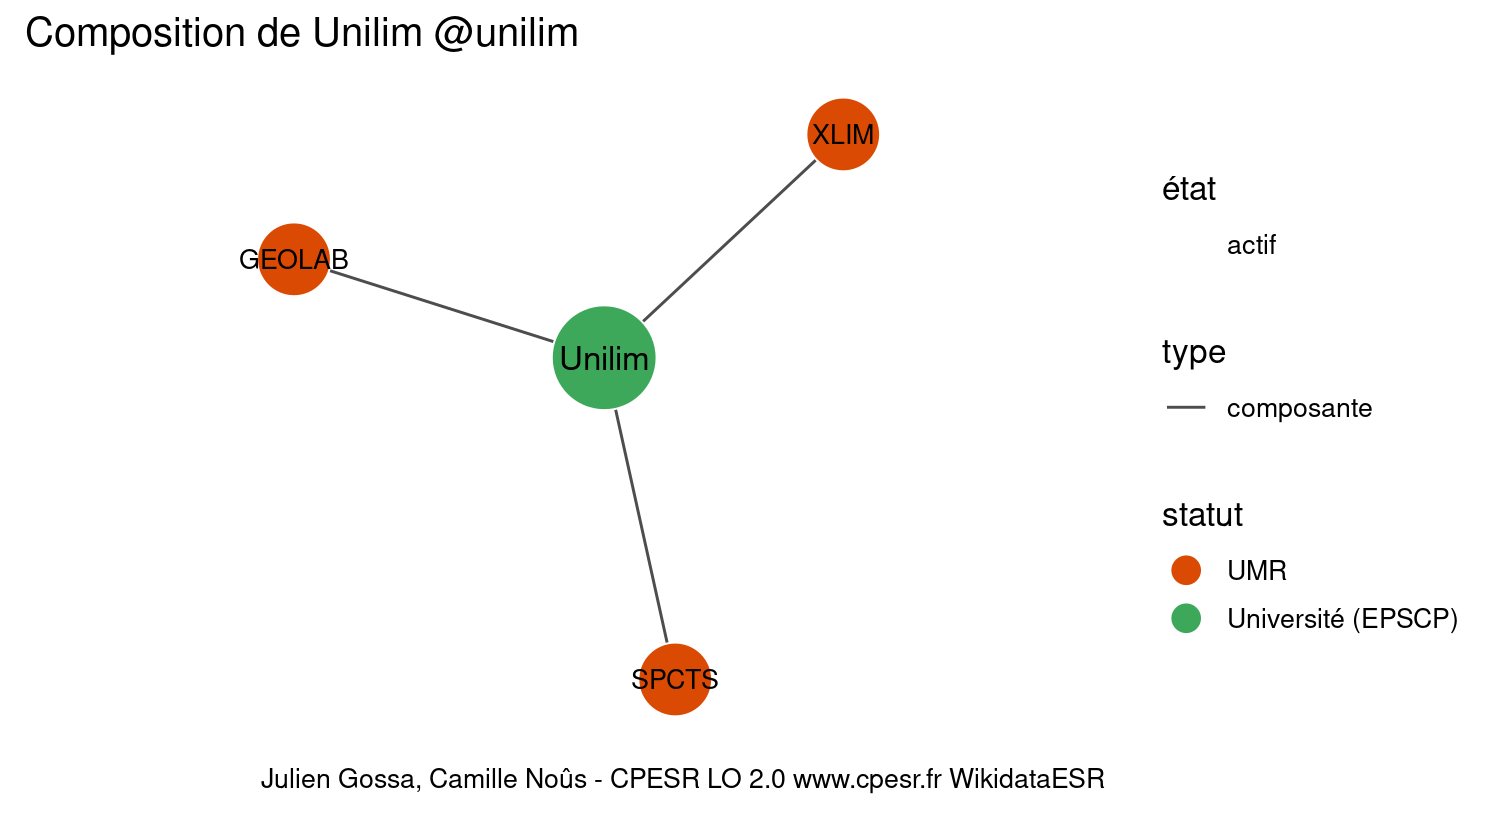 Composition de Unilim @unilim
XLIM
GEOLAB
Unilim
SPCTS
état
actif
type
composante
statut
UMR
Université (EPSCP)
Julien Gossa, Camille Noûs - CPESR LO 2.0 www.cpesr.fr WikidataESR